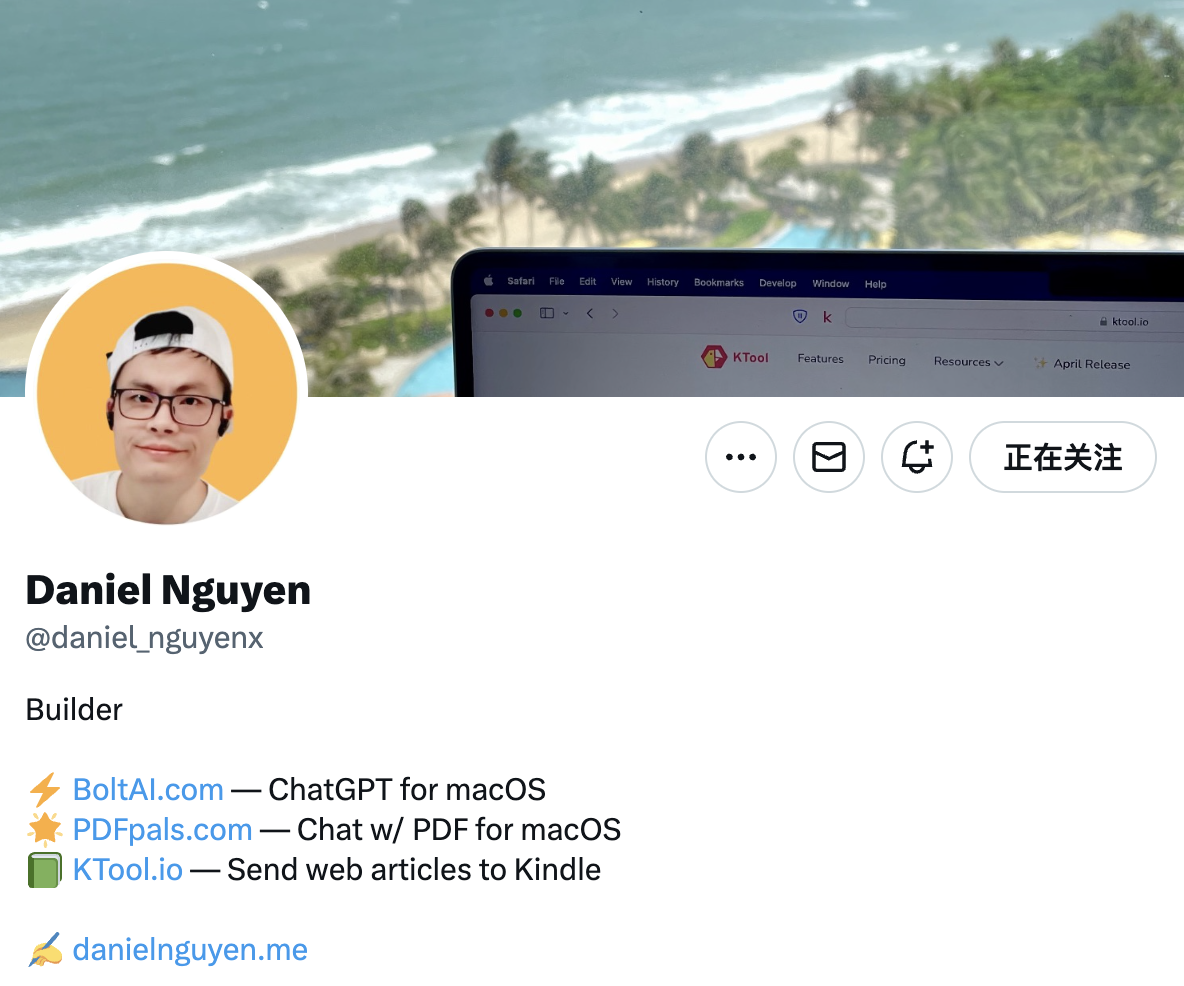 Safari File Edit View History Bookmarks Develop Window Help
k
ktool.io
KTool Features Pricing Resources April Release
正在关注
Daniel Nguyen
@daniel_nguyenx
Builder
⚡ BoltAI.com — ChatGPT for macOS
🌟 PDFpals.com — Chat w/ PDF for macOS
📗 KTool.io — Send web articles to Kindle
✍️ danielnguyen.me